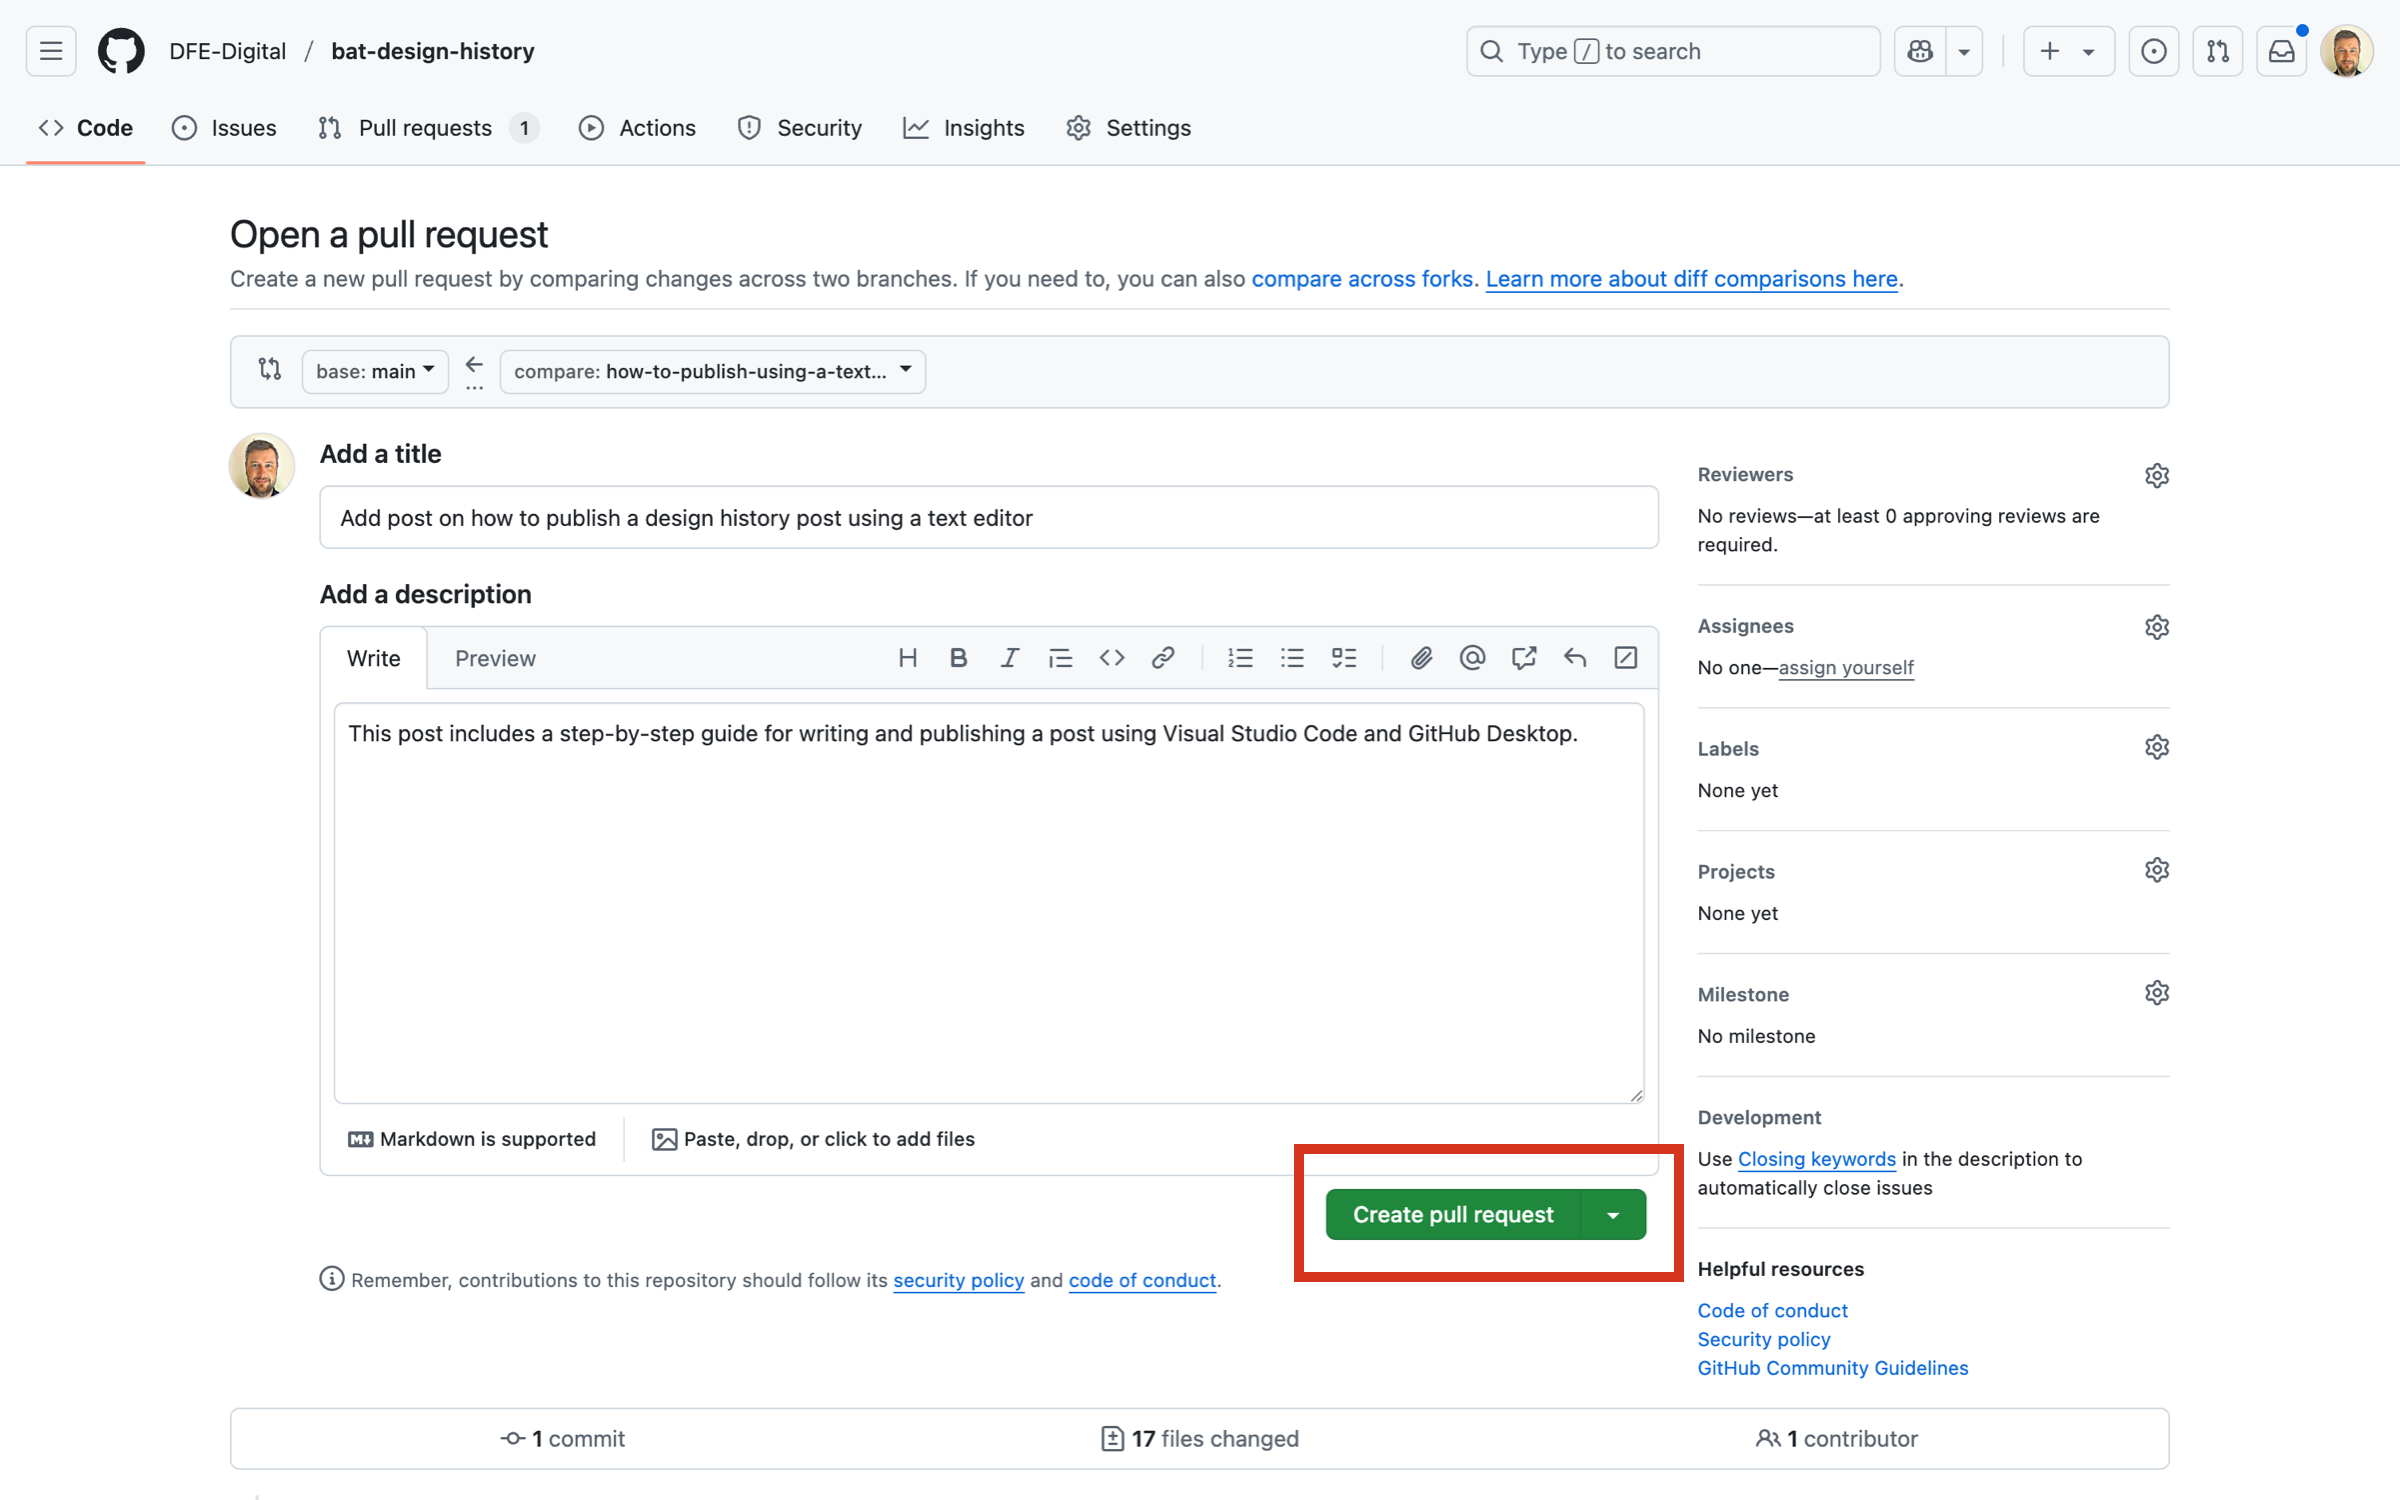 DFE-Digital / bat-design-history
Type / to search
Code
Issues
Pull requests 1
Actions
Security
Insights
Settings
Open a pull request
Create a new pull request by comparing changes across two branches. If you need to, you can also compare across forks. Learn more about diff comparisons here.
base: main
compare: how-to-publish-using-a-text...
Add a title
Add post on how to publish a design history post using a text editor
Add a description
Write
Preview
This post includes a step-by-step guide for writing and publishing a post using Visual Studio Code and GitHub Desktop.
Markdown is supported
Paste, drop, or click to add files
Create pull request
Remember, contributions to this repository should follow its security policy and code of conduct.
Reviewers
No reviews—at least 0 approving reviews are
required.
Assignees
No one—assign yourself
Labels
None yet
Projects
None yet
Milestone
No milestone
Development
Use Closing keywords in the description to
automatically close issues
Helpful resources
Code of conduct
Security policy
GitHub Community Guidelines
1 commit
17 files changed
1 contributor